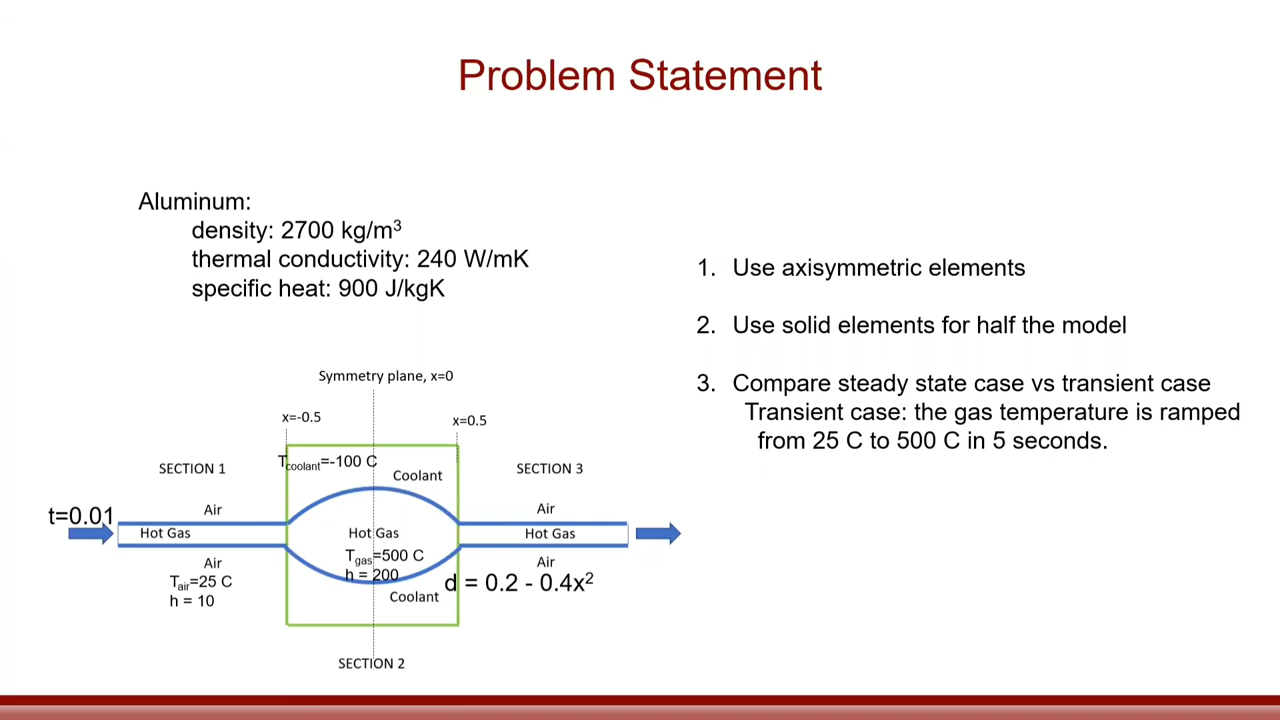 Problem Statement
Aluminum:
density: 2700 kg/m³
thermal conductivity: 240 W/mK
specific heat: 900 J/kgK
1. Use axisymmetric elements
2. Use solid elements for half the model
3. Compare steady state case vs transient case
Transient case: the gas temperature is ramped
from 25 C to 500 C in 5 seconds.
Symmetry plane, x=0
x=-0.5
x=0.5
SECTION 1
Tcoolant=-100 C
Coolant
SECTION 3
Air
Air
t=0.01
Hot Gas
Hot Gas
Hot Gas
Air
Tair=25 C
h = 10
Tgas=500 C
h = 200
Coolant
Air
d = 0.2 - 0.4x²
SECTION 2